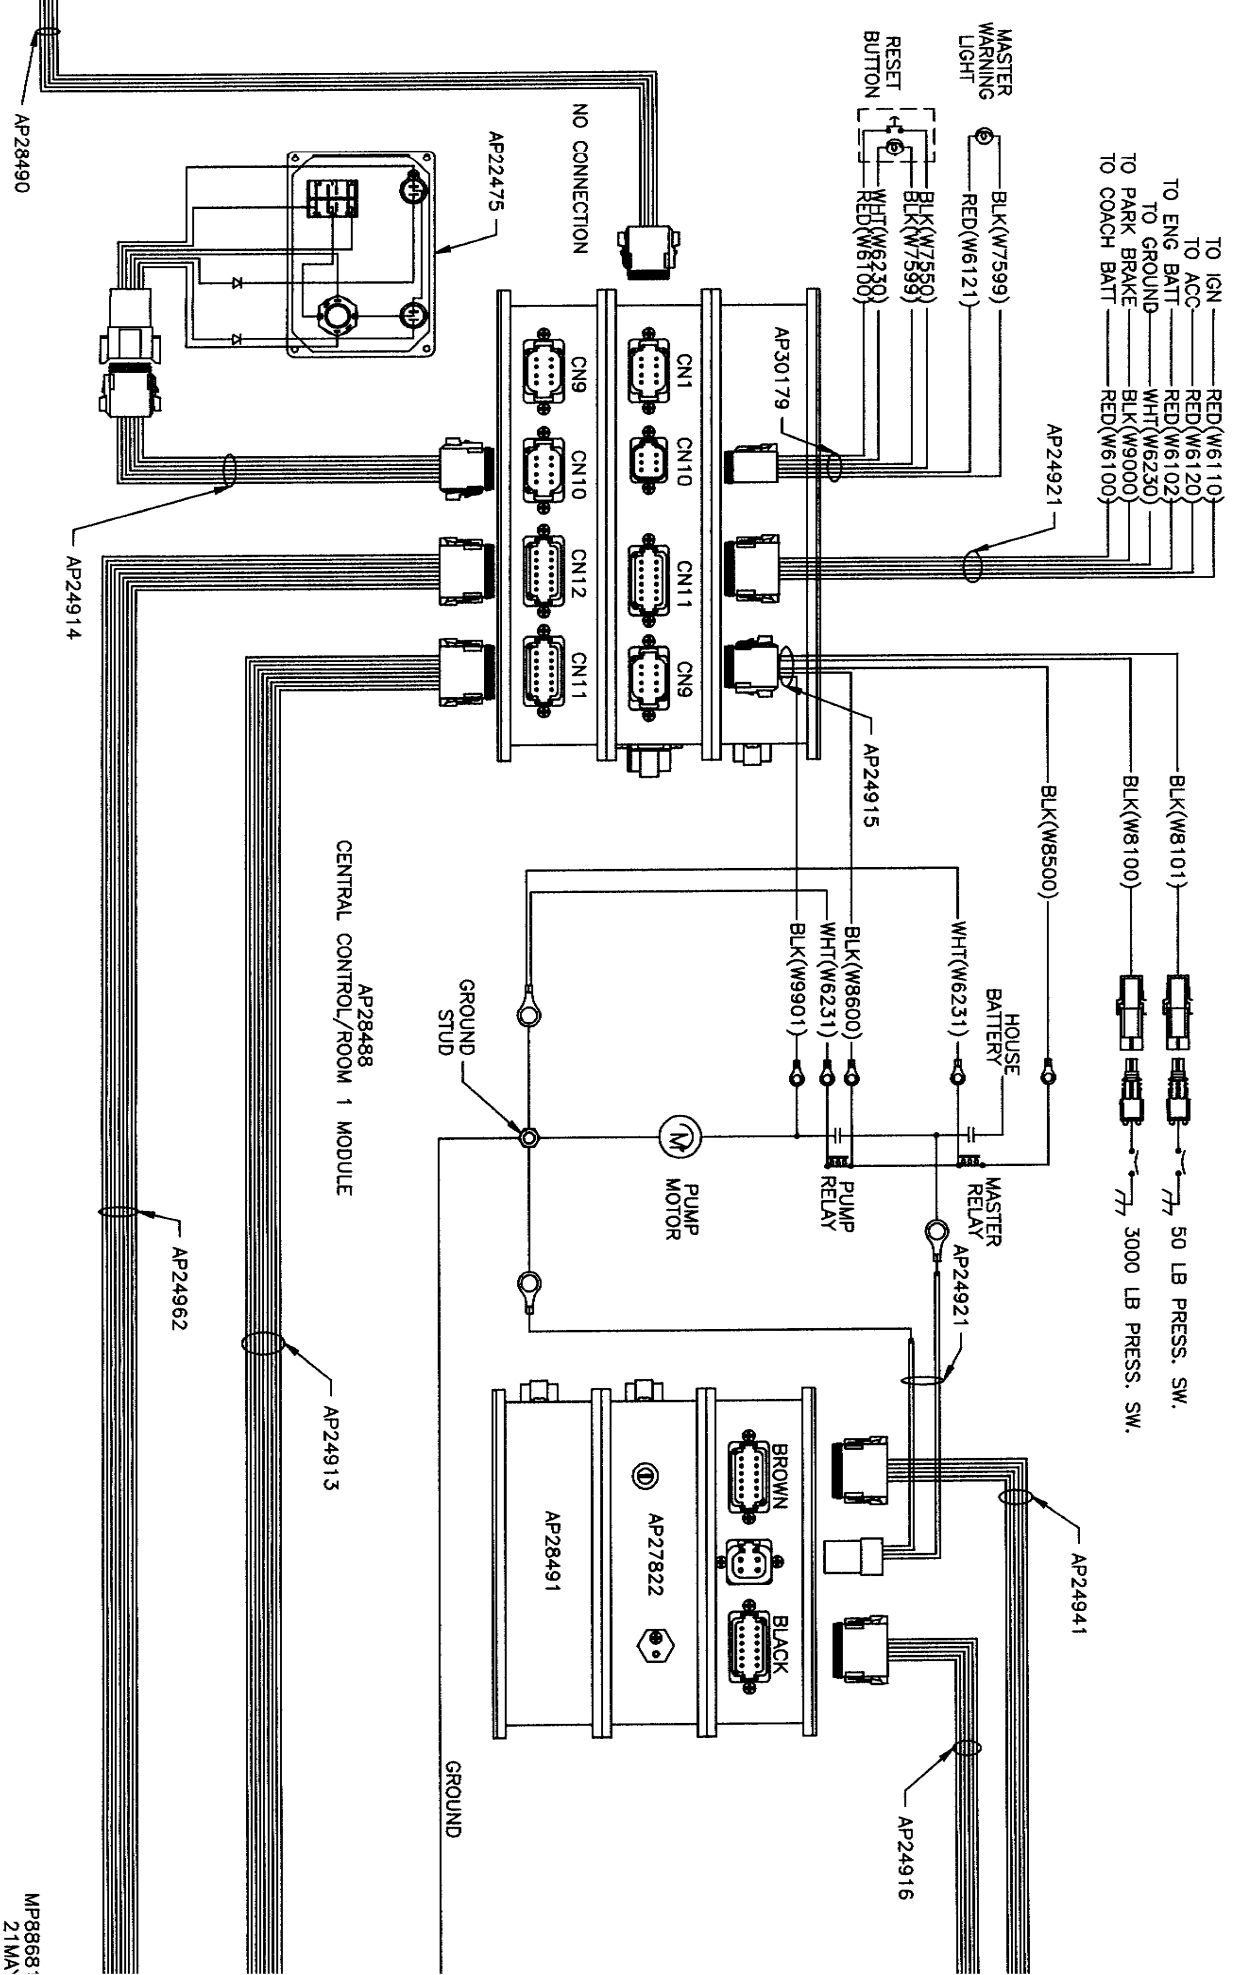 TO IGN
RED(W6110)
TO ACC
RED(W6120)
TO ENG BATT
RED(W6102)
TO GROUND
WHT(W6230)
TO PARK BRAKE
BLK(W9000)
TO COACH BATT
RED(W6100)
AP24921
MASTER
WARNING
LIGHT
BLK(W7599)
RED(W6121)
RESET
BUTTON
BLK(W7550)
BLK(W7599)
WHT(W6230)
RED(W6100)
AP30179
NO CONNECTION
AP22475
AP28490
CN1
CN10
CN11
CN9
CN9
CN10
CN12
CN11
AP24914
AP24915
BLK(W8101)
50 LB PRESS. SW.
BLK(W8100)
3000 LB PRESS. SW.
BLK(W8500)
HOUSE
BATTERY
WHT(W6231)
MASTER
RELAY
BLK(W8600)
WHT(W6231)
BLK(W9901)
PUMP
RELAY
PUMP
MOTOR
M
GROUND
STUD
AP28488
CENTRAL CONTROL/ROOM 1 MODULE
AP24921
AP24962
AP24913
AP24941
BROWN
BLACK
AP27822
AP28491
AP24916
GROUND
MP88681
21MAY